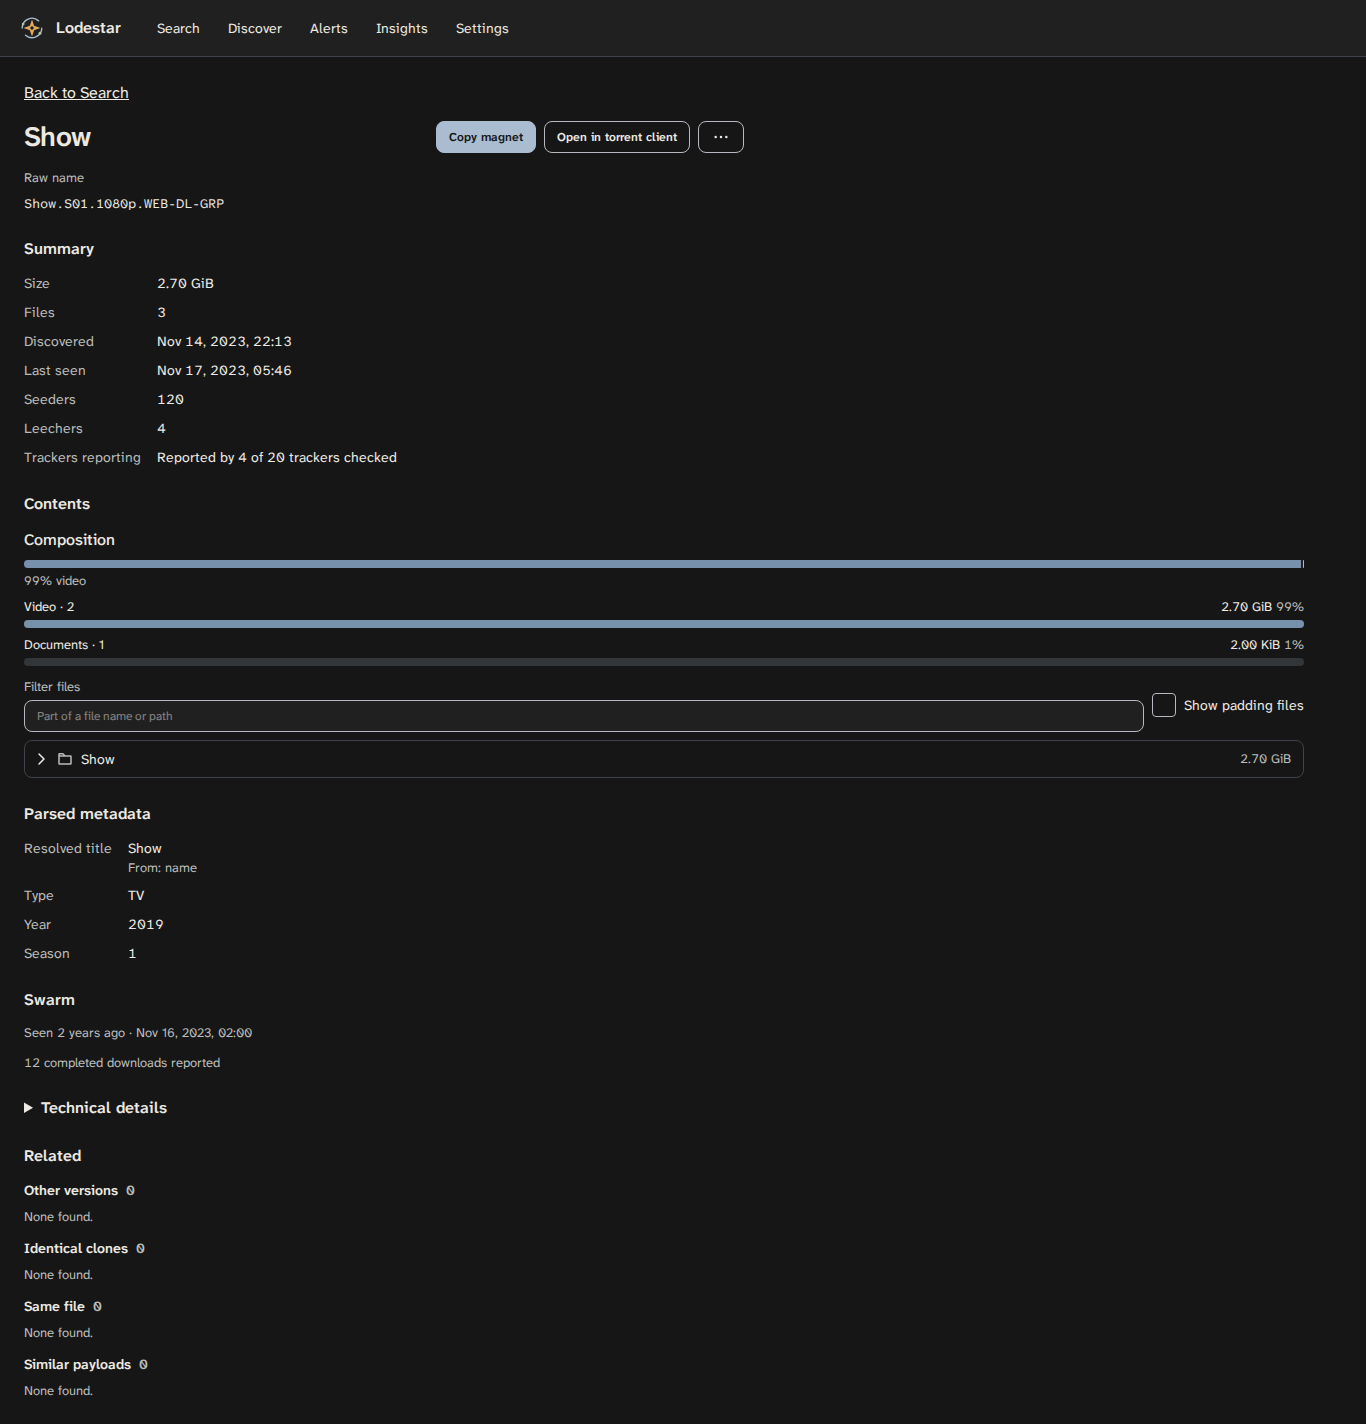 Lodestar Search Discover Alerts Insights Settings
Back to Search
Show Copy magnet Open in torrent client ...
Raw name
Show.S01.1080p.WEB-DL-GRP
Summary
Size 2.70 GiB
Files 3
Discovered Nov 14, 2023, 22:13
Last seen Nov 17, 2023, 05:46
Seeders 120
Leechers 4
Trackers reporting Reported by 4 of 20 trackers checked
Contents
Composition
99% video
Video · 2 2.70 GiB 99%
Documents · 1 2.00 KiB 1%
Filter files
Part of a file name or path Show padding files
Show 2.70 GiB
Parsed metadata
Resolved title Show
From: name
Type TV
Year 2019
Season 1
Swarm
Seen 2 years ago · Nov 16, 2023, 02:00
12 completed downloads reported
Technical details
Related
Other versions 0
None found.
Identical clones 0
None found.
Same file 0
None found.
Similar payloads 0
None found.